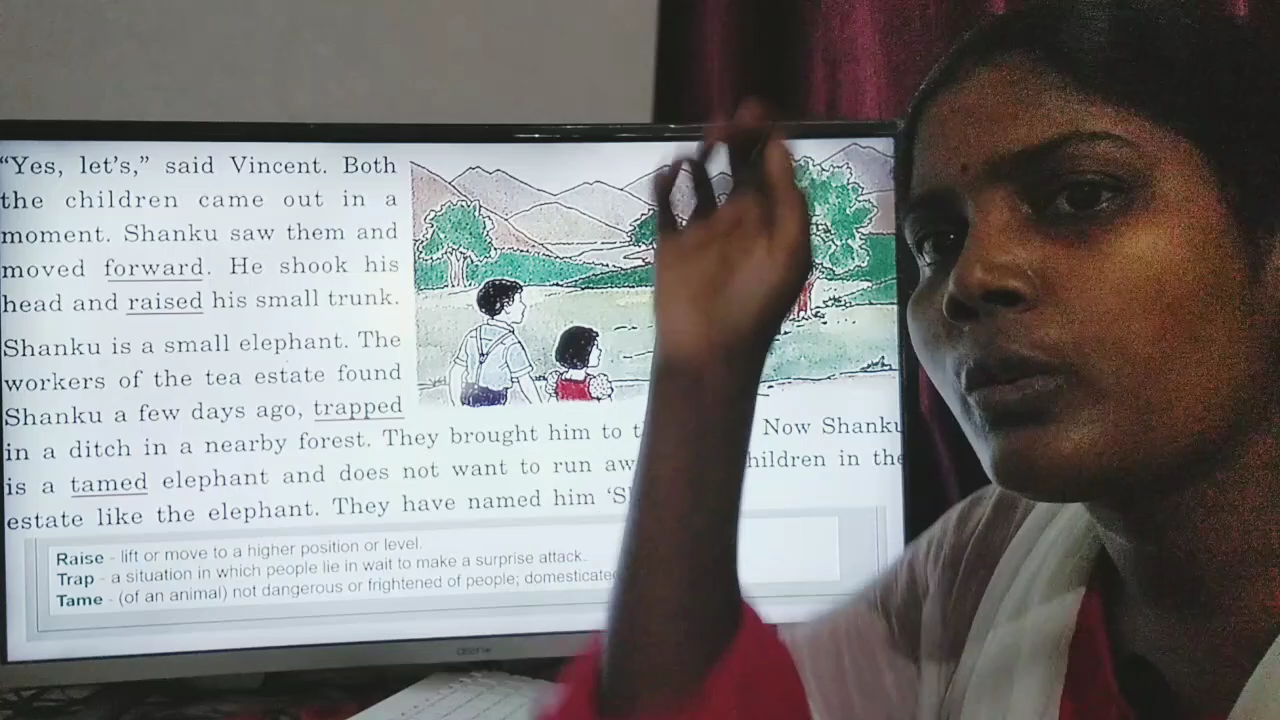 “Yes, let’s,” said Vincent. Both
the children came out in a
moment. Shanku saw them and
moved forward. He shook his
head and raised his small trunk.
Shanku is a small elephant. The
workers of the tea estate found
Shanku a few days ago, trapped
in a ditch in a nearby forest. They brought him to Now Shanku
is a tamed elephant and does not want to run in the
estate like the elephant. They have named him
Raise - lift or move to a higher position or level.
Trap - a situation in which people lie in wait to make a surprise attack.
Tame - (of an animal) not dangerous or frightened of people; domesticated